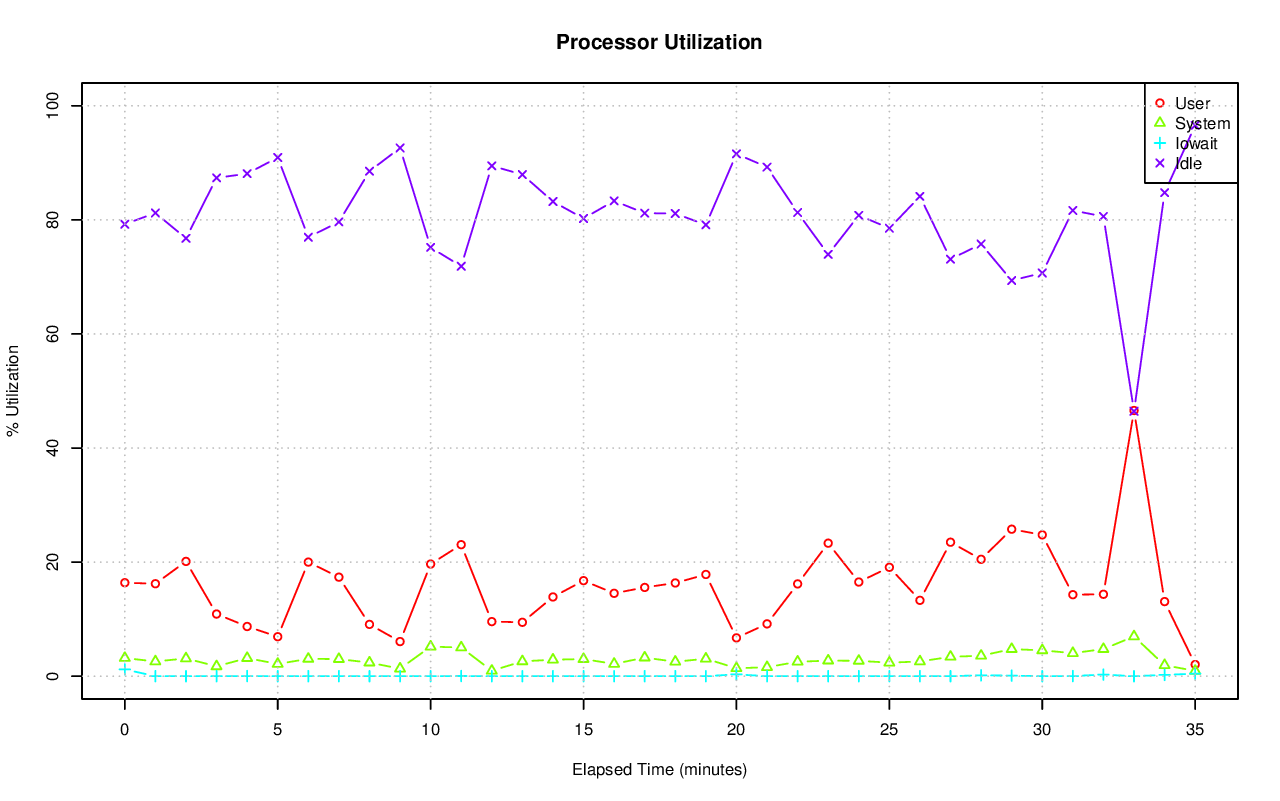 Processor Utilization
% Utilization
100
80
60
40
20
0
User
System
Iowait
Idle
0 5 10 15 20 25 30 35
Elapsed Time (minutes)